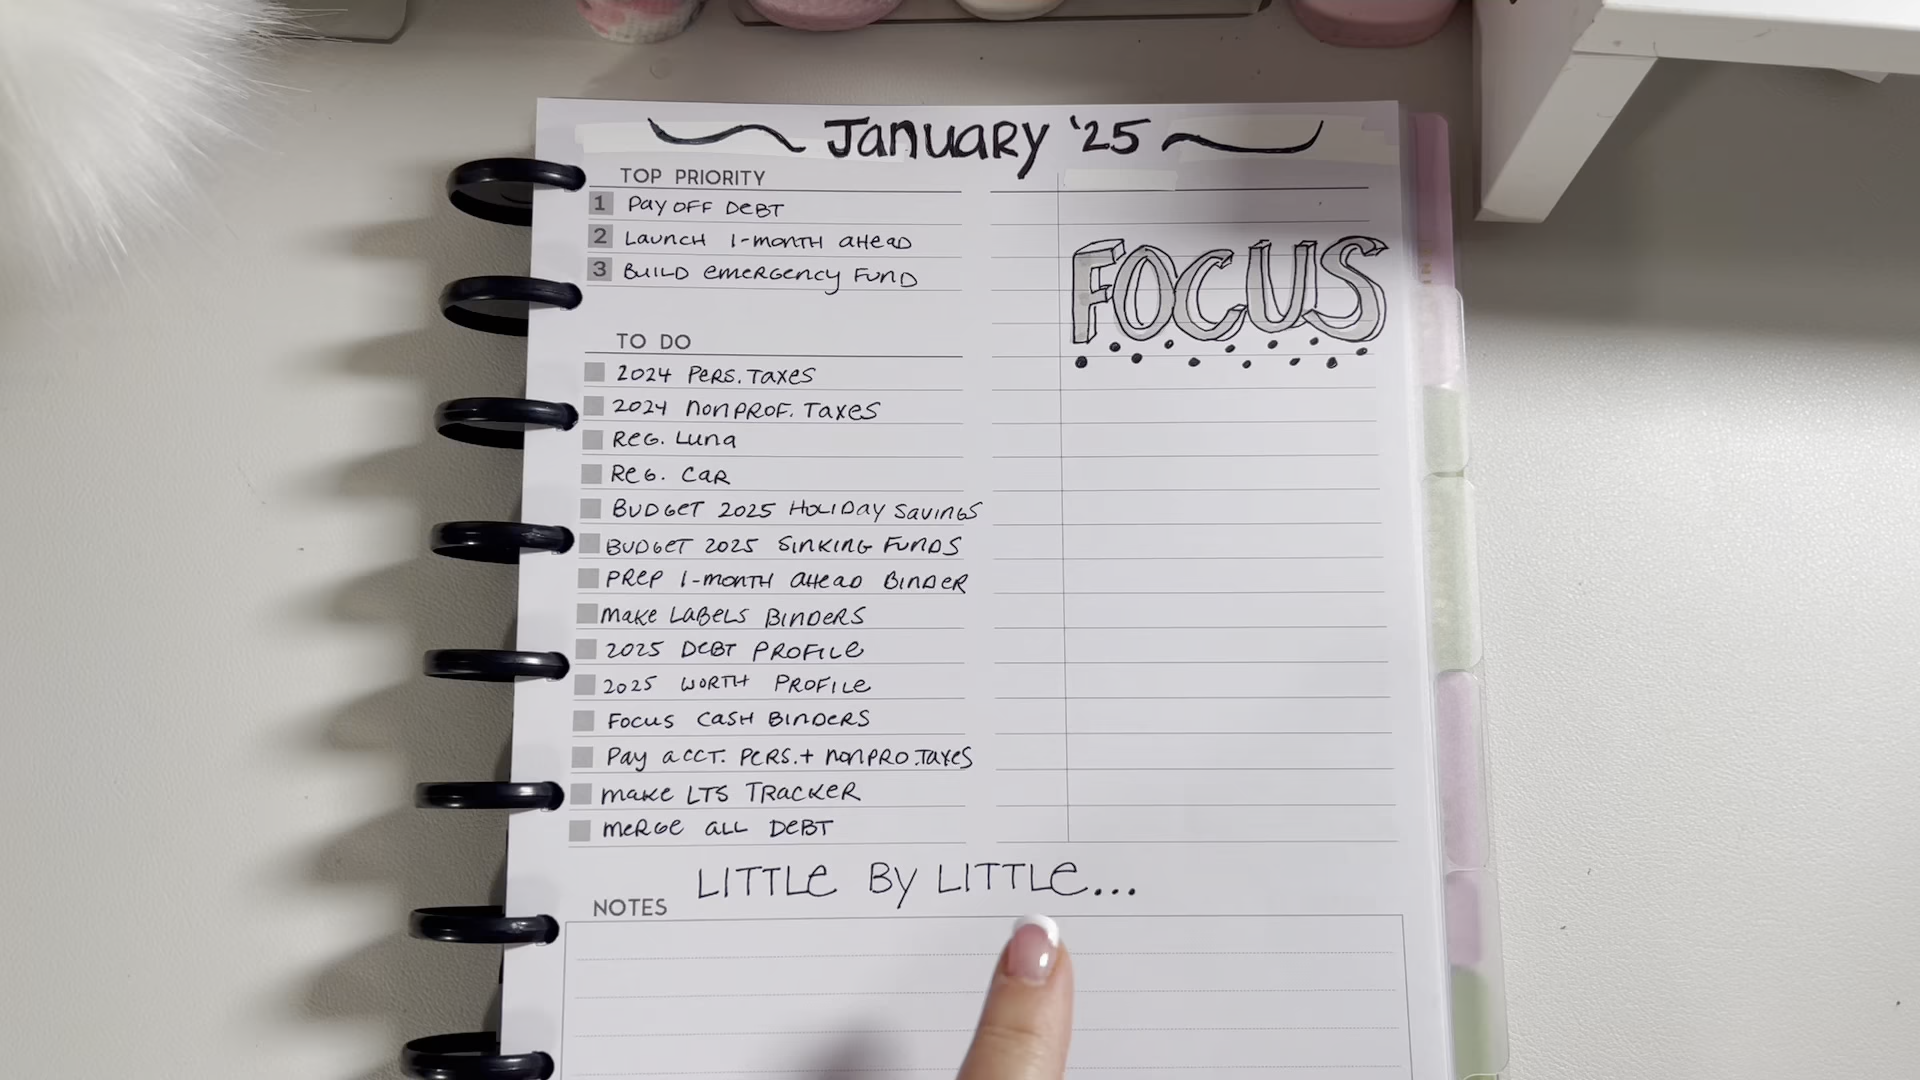 January '25
TOP PRIORITY
1 PAY OFF DEBT
2 LAUNCH 1-MONTH AHEAD
3 BUILD EMERGENCY FUND
FOCUS
TO DO
2024 PERS. TAXES
2024 NONPROF. TAXES
REG. LUNA
REG. CAR
BUDGET 2025 HOLIDAY SAVINGS
BUDGET 2025 SINKING FUNDS
PREP 1-MONTH AHEAD BINDER
MAKE LABELS BINDERS
2025 DEBT PROFILE
2025 WORTH PROFILE
FOCUS CASH BINDERS
PAY ACCT. PERS.+ NONPRO.TAXES
MAKE LTS TRACKER
MERGE ALL DEBT
LITTLE BY LITTLE...
NOTES